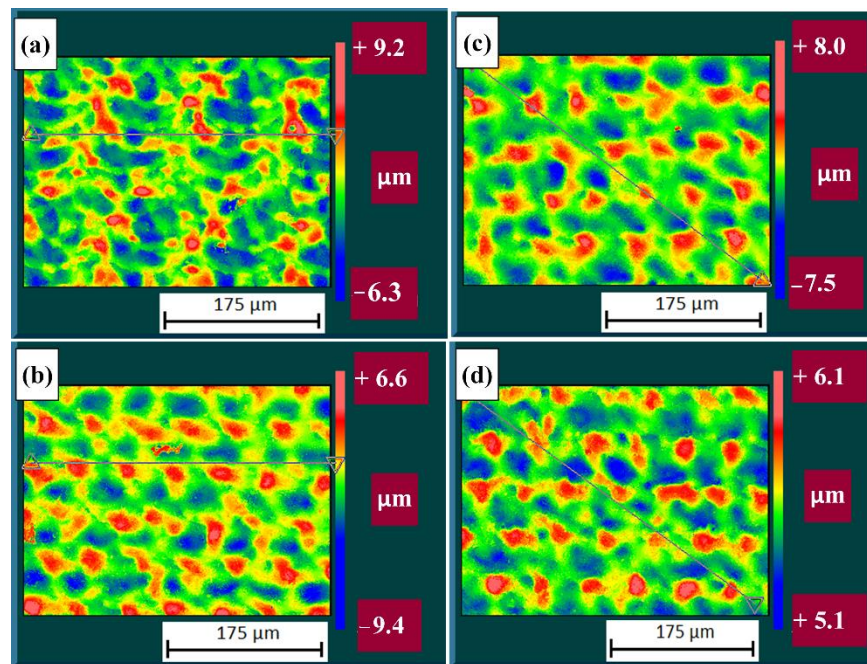 (a)
+ 9.2
µm
−6.3
175 µm
(b)
+ 6.6
µm
−9.4
175 µm
(c)
+ 8.0
µm
−7.5
175 µm
(d)
+ 6.1
µm
+ 5.1
175 µm